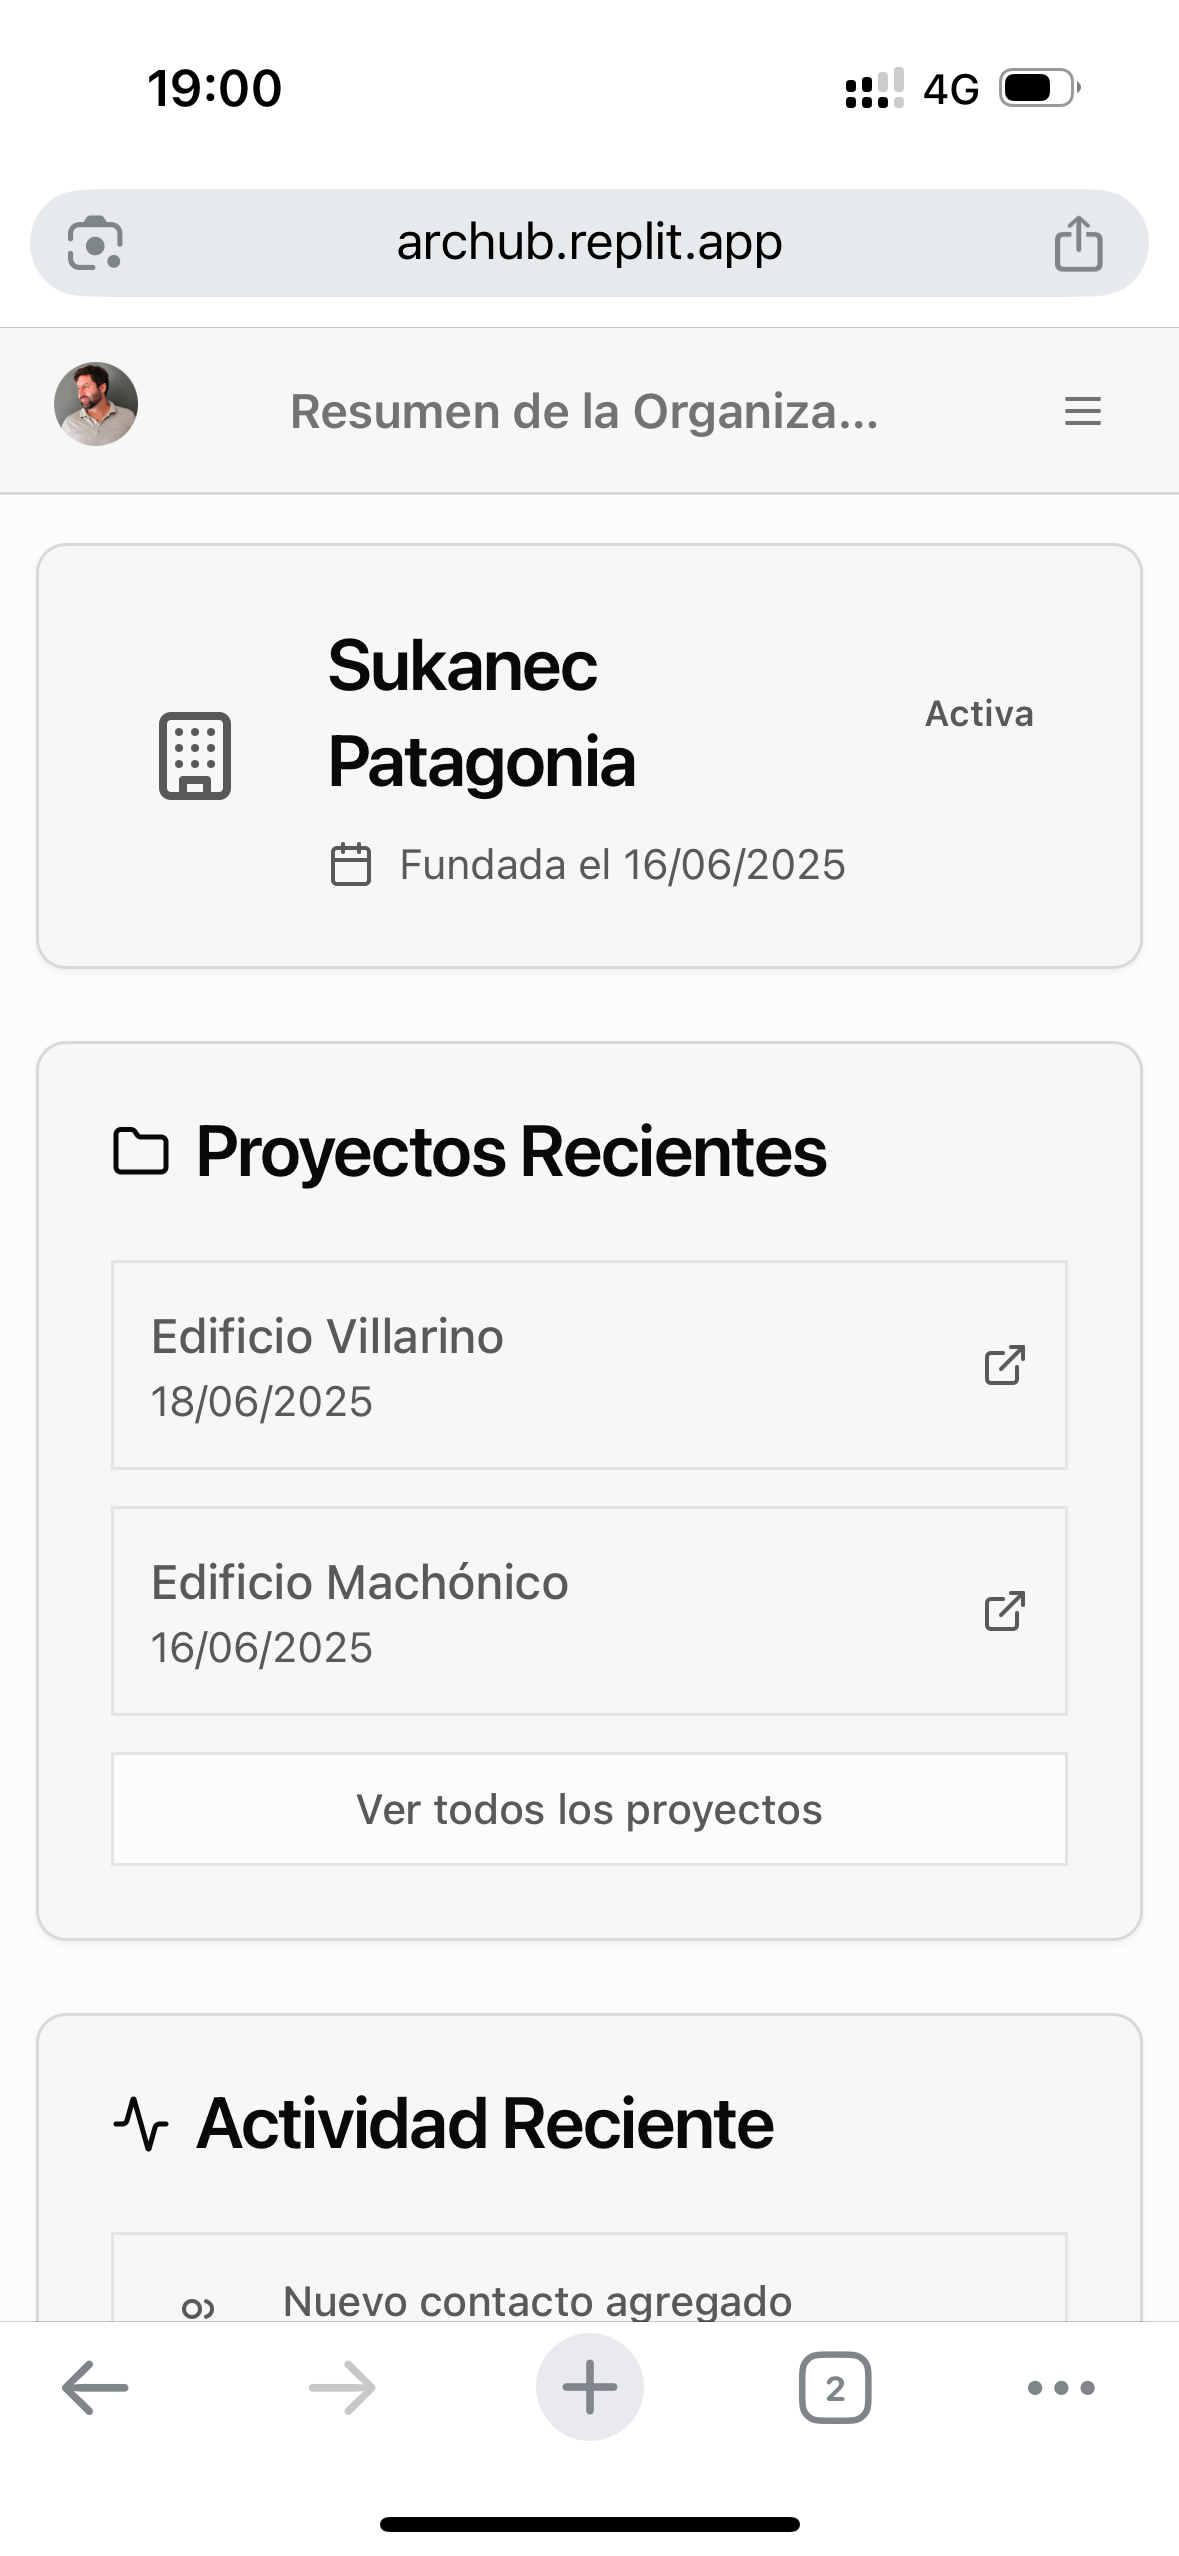 19:00
4G
archub.replit.app
Resumen de la Organiza...
Sukanec
Patagonia
Activa
Fundada el 16/06/2025
Proyectos Recientes
Edificio Villarino
18/06/2025
Edificio Machónico
16/06/2025
Ver todos los proyectos
Actividad Reciente
Nuevo contacto agregado
2